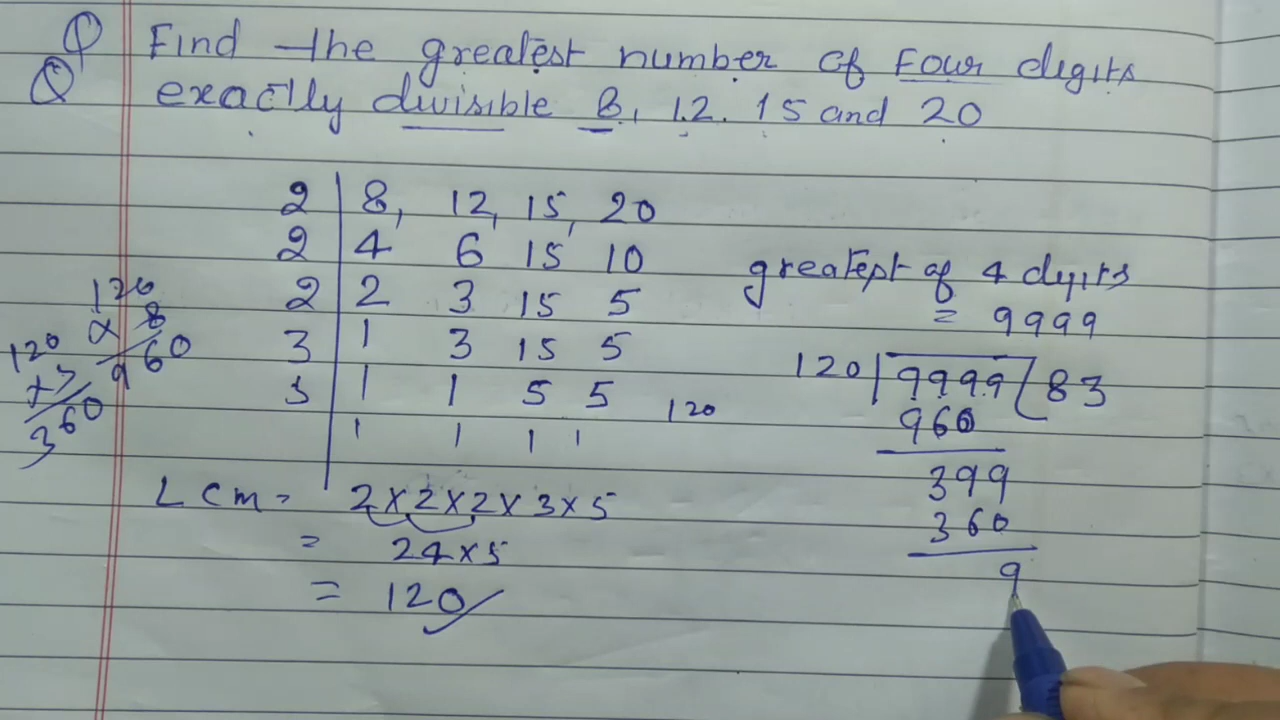 Q Find the greatest number of Four digits
Q exactly divisible 8, 12. 15 and 20
2 8, 12, 15, 20
2 4 6 15 10
2 2 3 15 5
3 1 3 15 5
1 1 5 5
1 1 1 1
120
LCm = 2×2×2×3×5
= 24×5
= 120
120
× 8
960
120
360
greatest of 4 digits
= 9999
120 9999 83
960
399
360
9